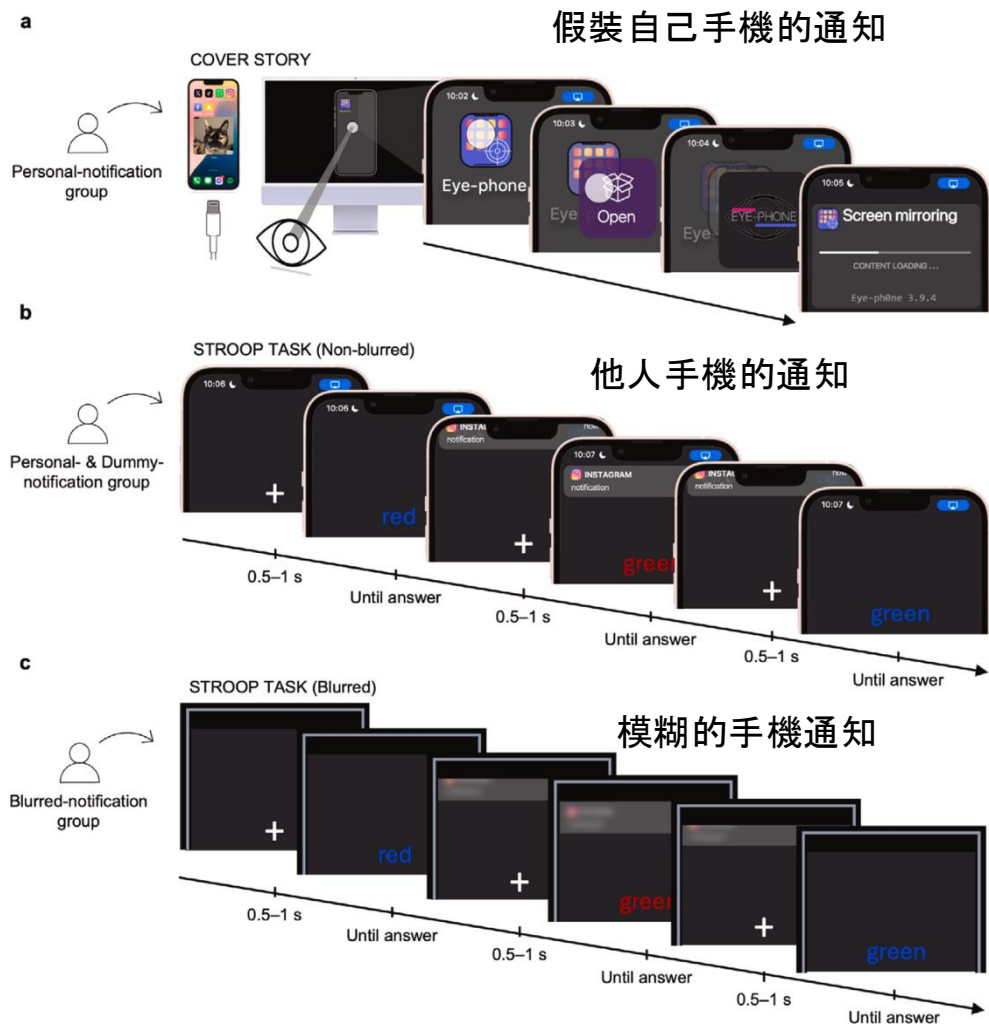 a
假裝自己手機的通知
COVER STORY
Personal-notification
group
10:02
Eye-phone
10:03
Eye-
Open
10:04
Eye-
EYE-PHONE
10:05
Screen mirroring
CONTENT LOADING ...
Eye-ph0ne 3.9.4
b
STROOP TASK (Non-blurred)
他人手機的通知
Personal- & Dummy-
notification group
10:06
+
10:06
red
INSTAG
now
notification
+
10:07
INSTAGRAM
notification
green
INSTAG
now
notification
+
10:07
green
0.5–1 s
Until answer
0.5–1 s
Until answer
0.5–1 s
Until answer
c
STROOP TASK (Blurred)
模糊的手機通知
Blurred-notification
group
+
red
+
green
+
green
0.5–1 s
Until answer
0.5–1 s
Until answer
0.5–1 s
Until answer